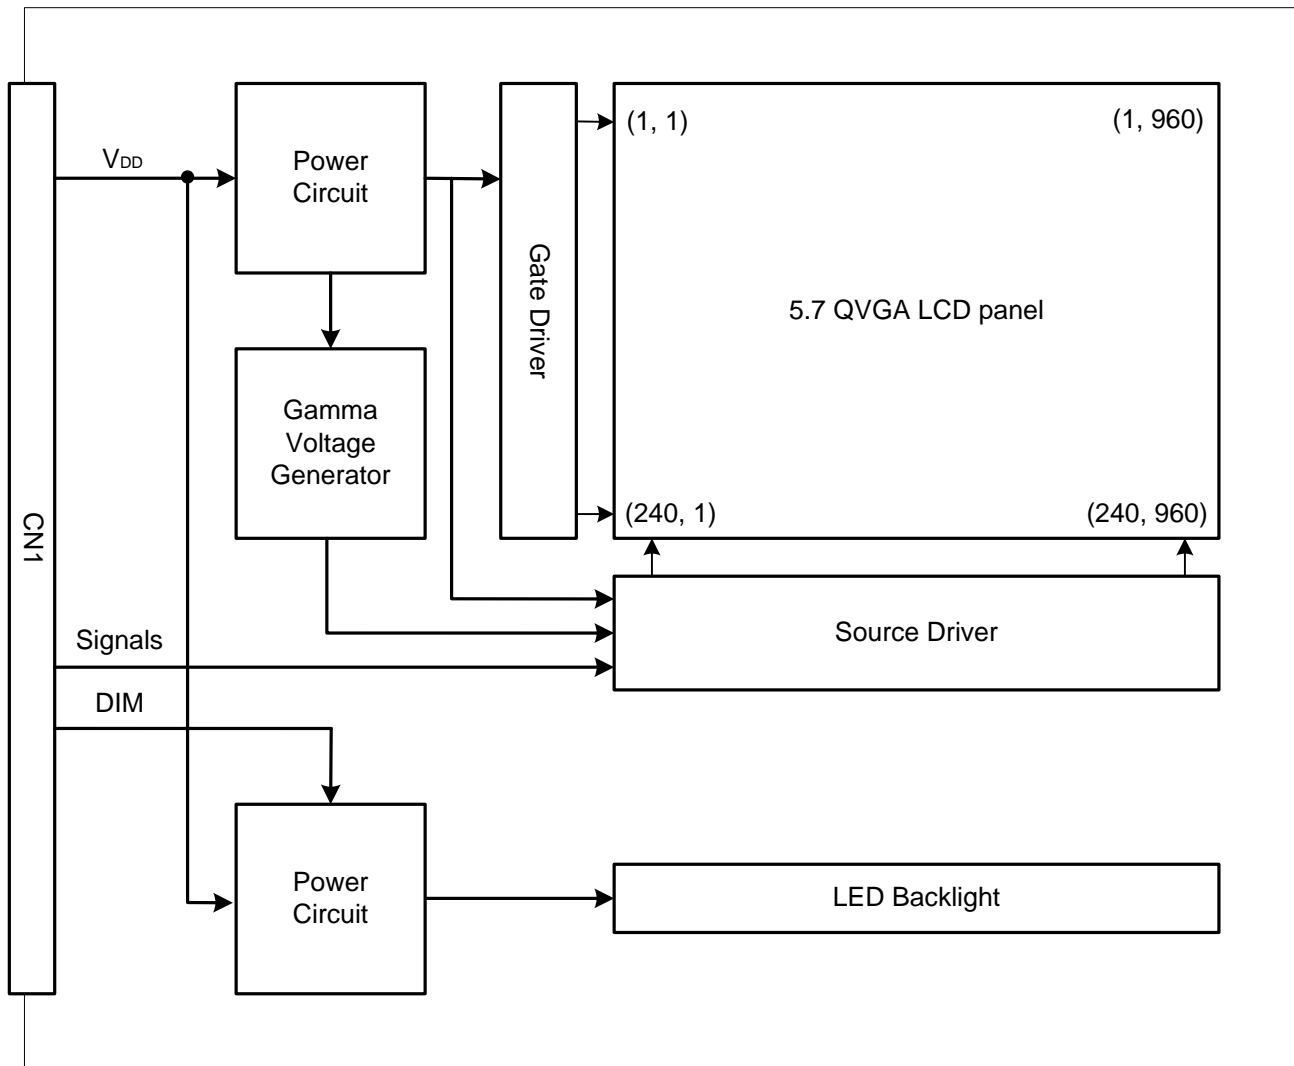 CN1
VDD
Power
Circuit
Gate Driver
(1, 1)
(1, 960)
5.7 QVGA LCD panel
(240, 1)
(240, 960)
Gamma
Voltage
Generator
Signals
Source Driver
DIM
Power
Circuit
LED Backlight